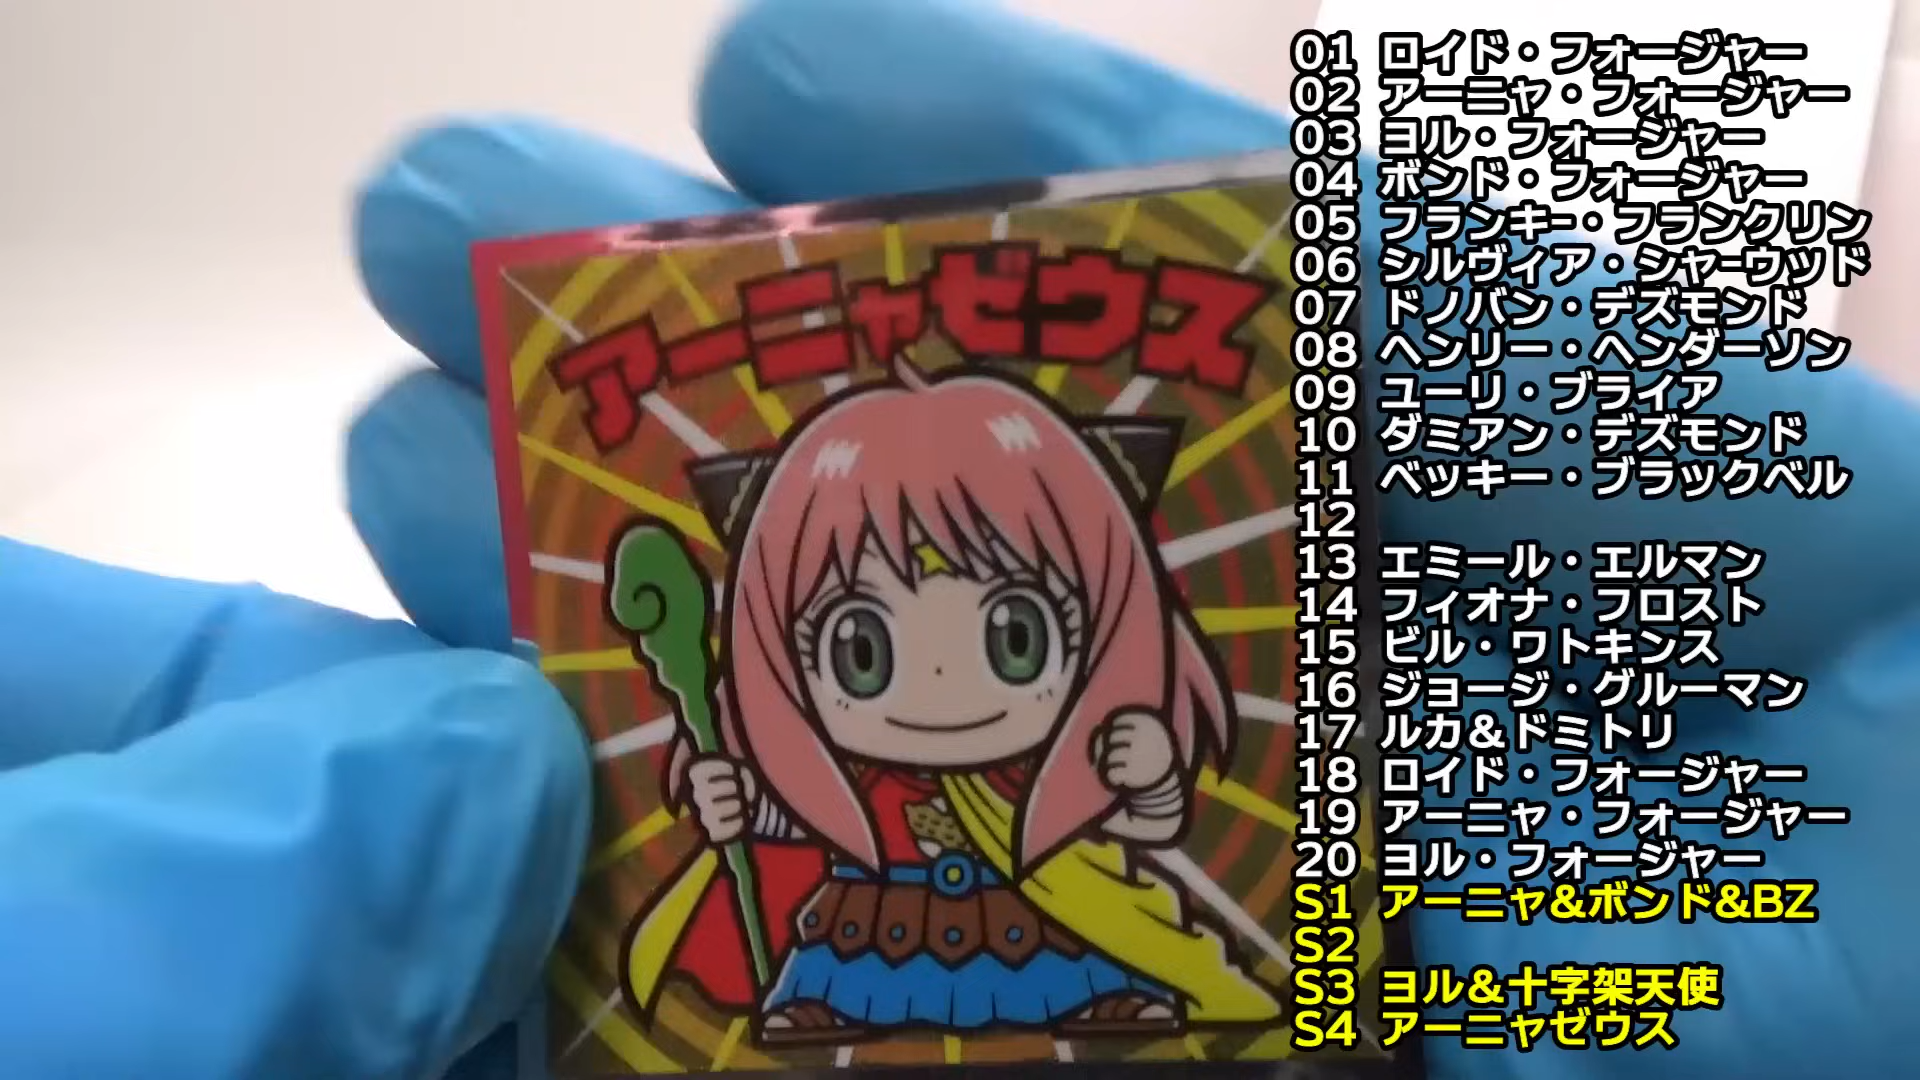 アーニャゼウス
01 ロイド・フォージャー
02 アーニャ・フォージャー
03 ヨル・フォージャー
04 ボンド・フォージャー
05 フランキー・フランクリン
06 シルヴィア・シャーウッド
07 ドノバン・デズモンド
08 ヘンリー・ヘンダーソン
09 ユーリ・ブライア
10 ダミアン・デズモンド
11 ベッキー・ブラックベル
12
13 エミール・エルマン
14 フィオナ・フロスト
15 ビル・ワトキンス
16 ジョージ・グルーマン
17 ルカ&ドミトリ
18 ロイド・フォージャー
19 アーニャ・フォージャー
20 ヨル・フォージャー
S1 アーニャ&ボンド&BZ
S2
S3 ヨル&十字架天使
S4 アーニャゼウス